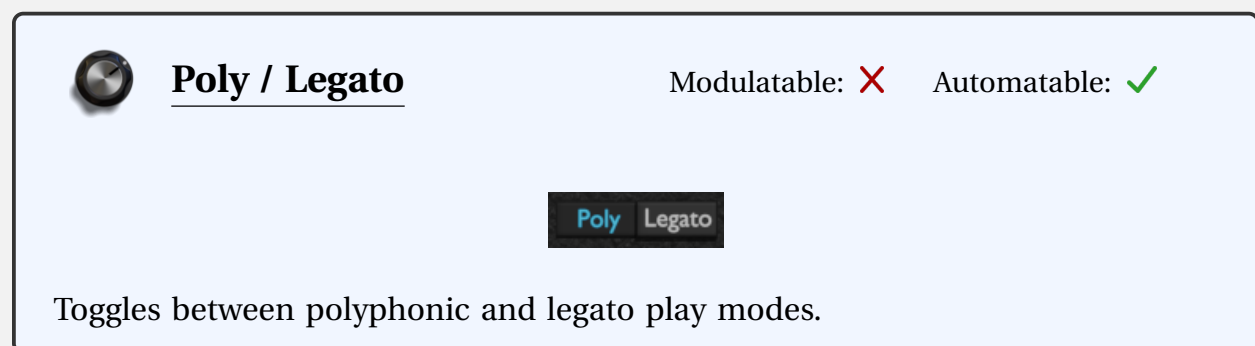 Poly / Legato Modulatable: ✗ Automatable: ✓
Poly Legato
Toggles between polyphonic and legato play modes.